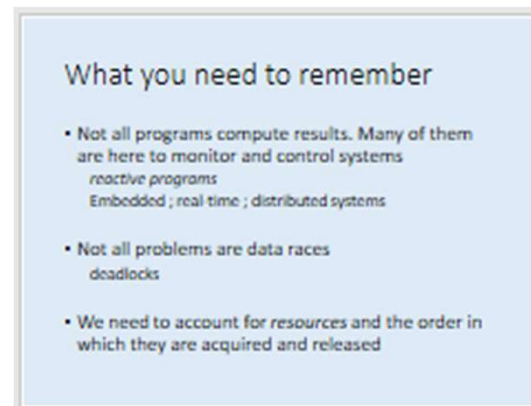 What you need to remember
▪ Not all programs compute results. Many of them
are here to monitor and control systems
reactive programs
Embedded ; real time ; distributed systems
▪ Not all problems are data races
deadlocks
▪ We need to account for resources and the order in
which they are acquired and released